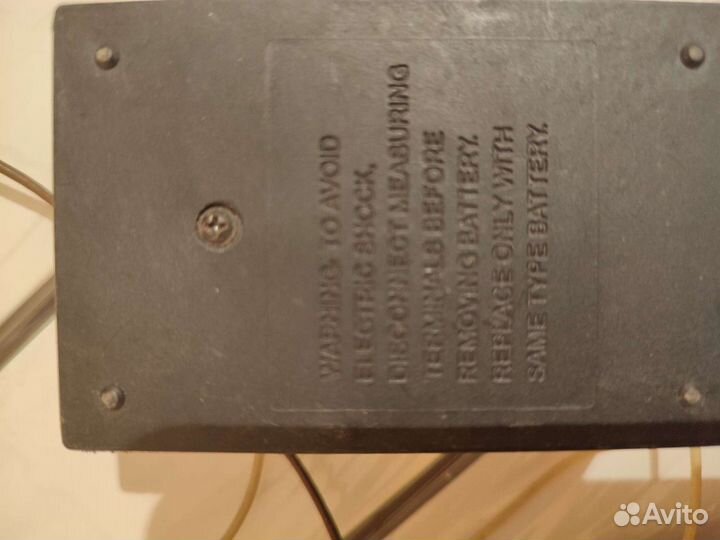 WARNING: TO AVOID
ELECTRIC SHOCK,
DISCONNECT MEASURING
TERMINALS BEFORE
REMOVING BATTERY.
REPLACE ONLY WITH
SAME TYPE BATTERY.
Avito